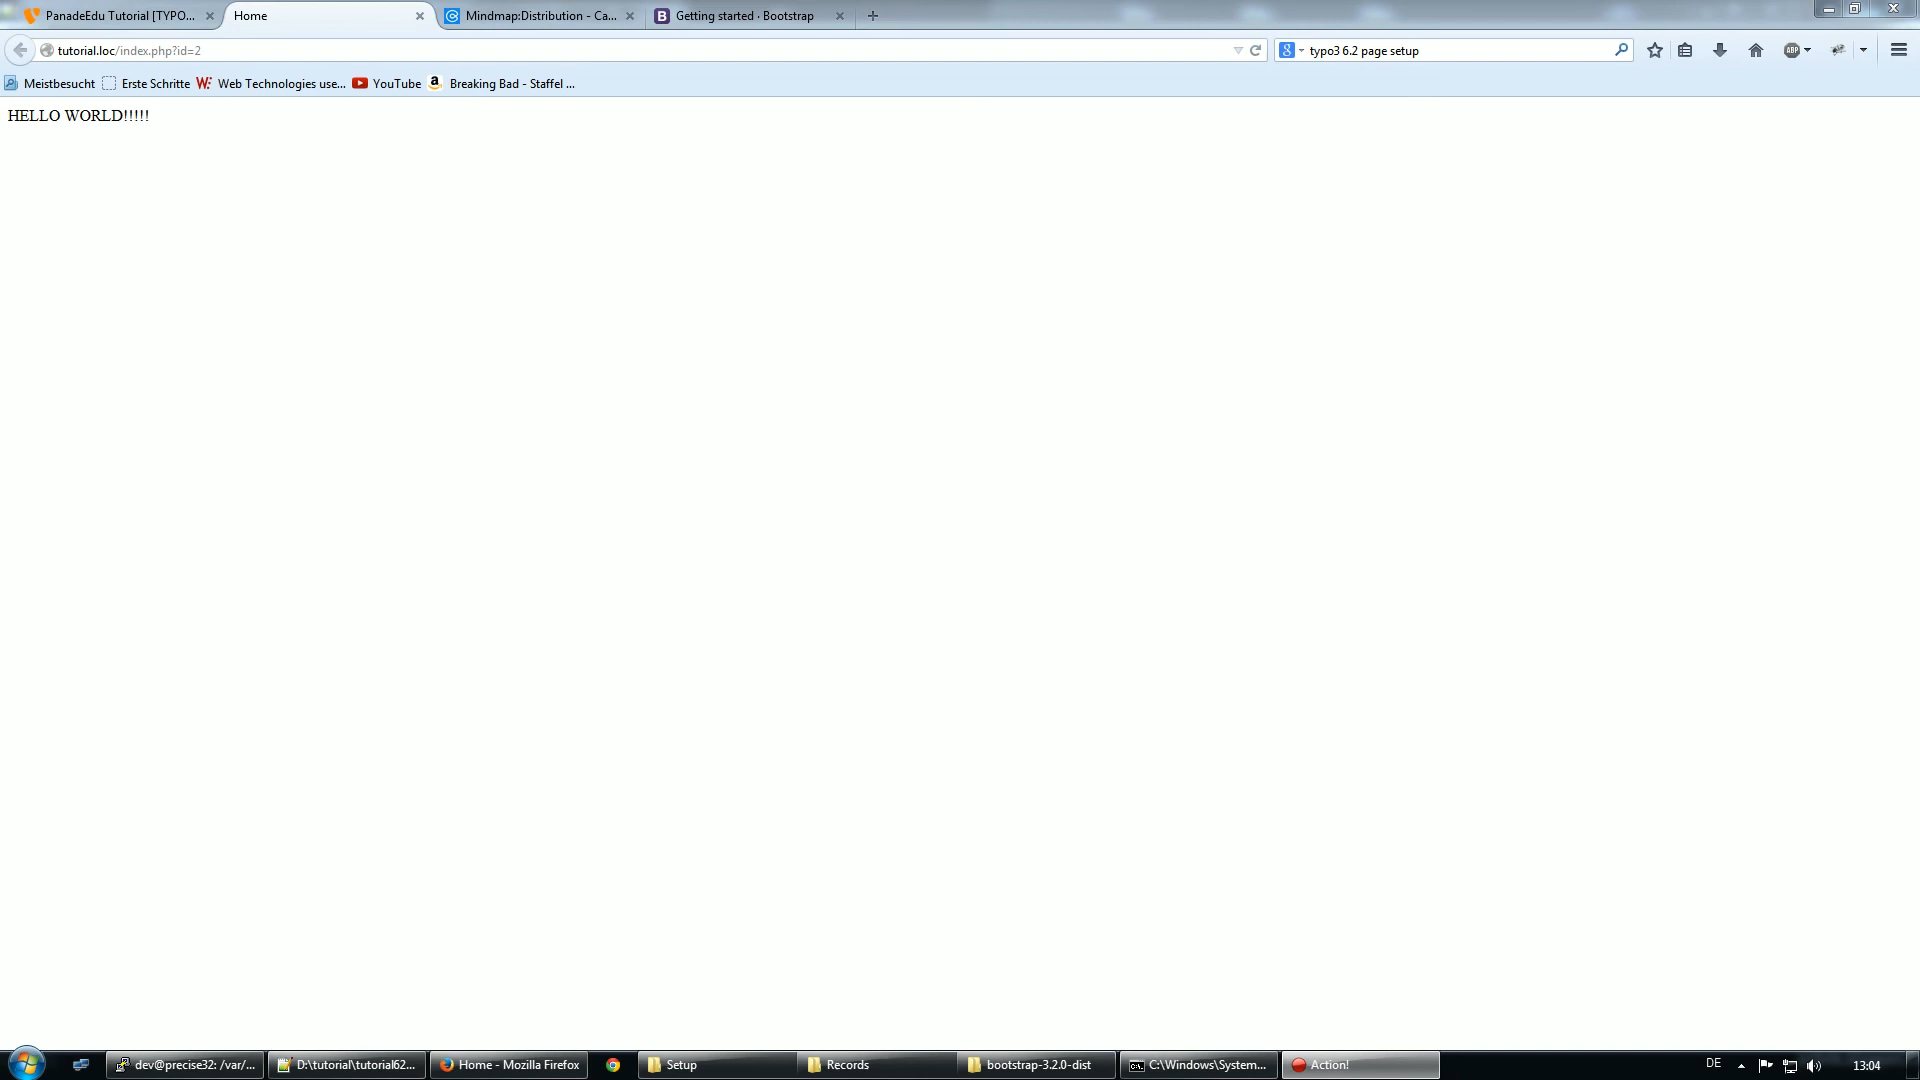 PanadeEdu Tutorial [TYPO...
Home
Mindmap:Distribution - Ca...
Getting started · Bootstrap
tutorial.loc/index.php?id=2
typo3 6.2 page setup
ABP
Meistbesucht
Erste Schritte
Web Technologies use...
YouTube
Breaking Bad - Staffel ...
HELLO WORLD!!!!!
dev@precise32: /var/...
D:\tutorial\tutorial62...
Home - Mozilla Firefox
Setup
Records
bootstrap-3.2.0-dist
C:\Windows\System...
Action!
DE
13:04